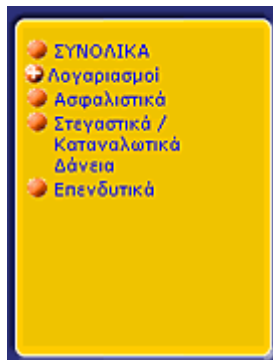 ΣΥΝΟΛΙΚΑ
Λογαριασμοί
Ασφαλιστικά
Στεγαστικά /
Καταναλωτικά
Δάνεια
Επενδυτικά